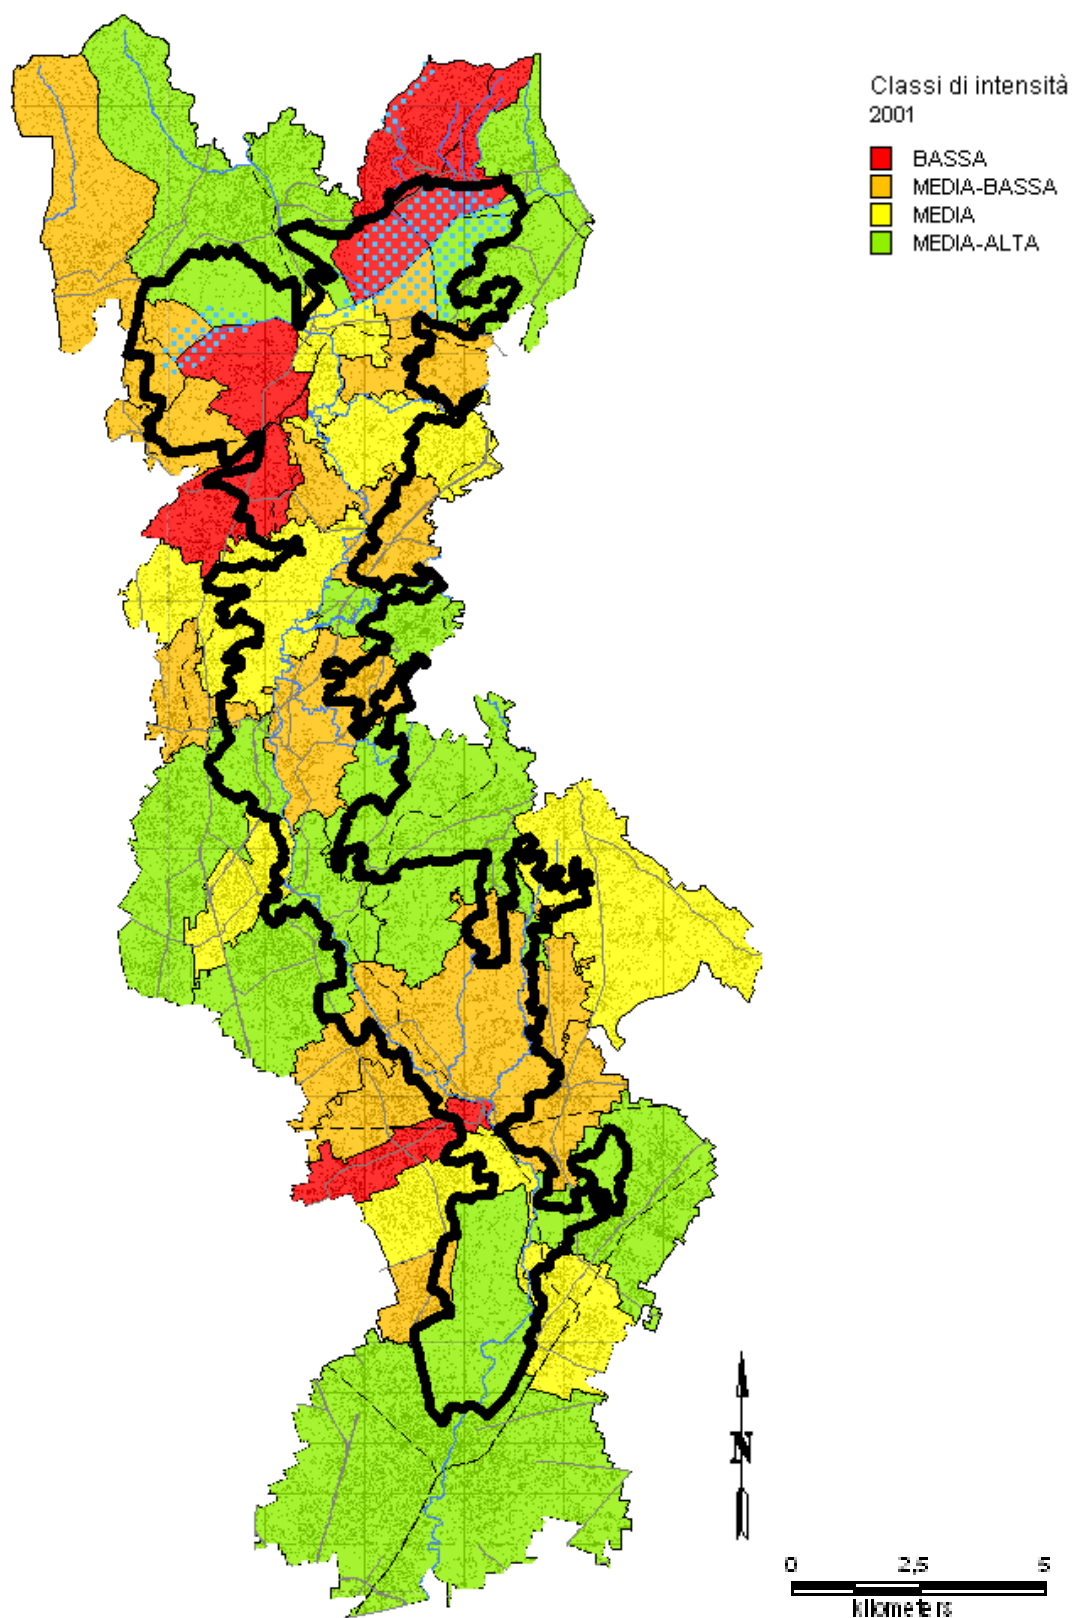 Classi di intensità
2001
BASSA
MEDIA-BASSA
MEDIA
MEDIA-ALTA
N
0 2,5 5
kilometers